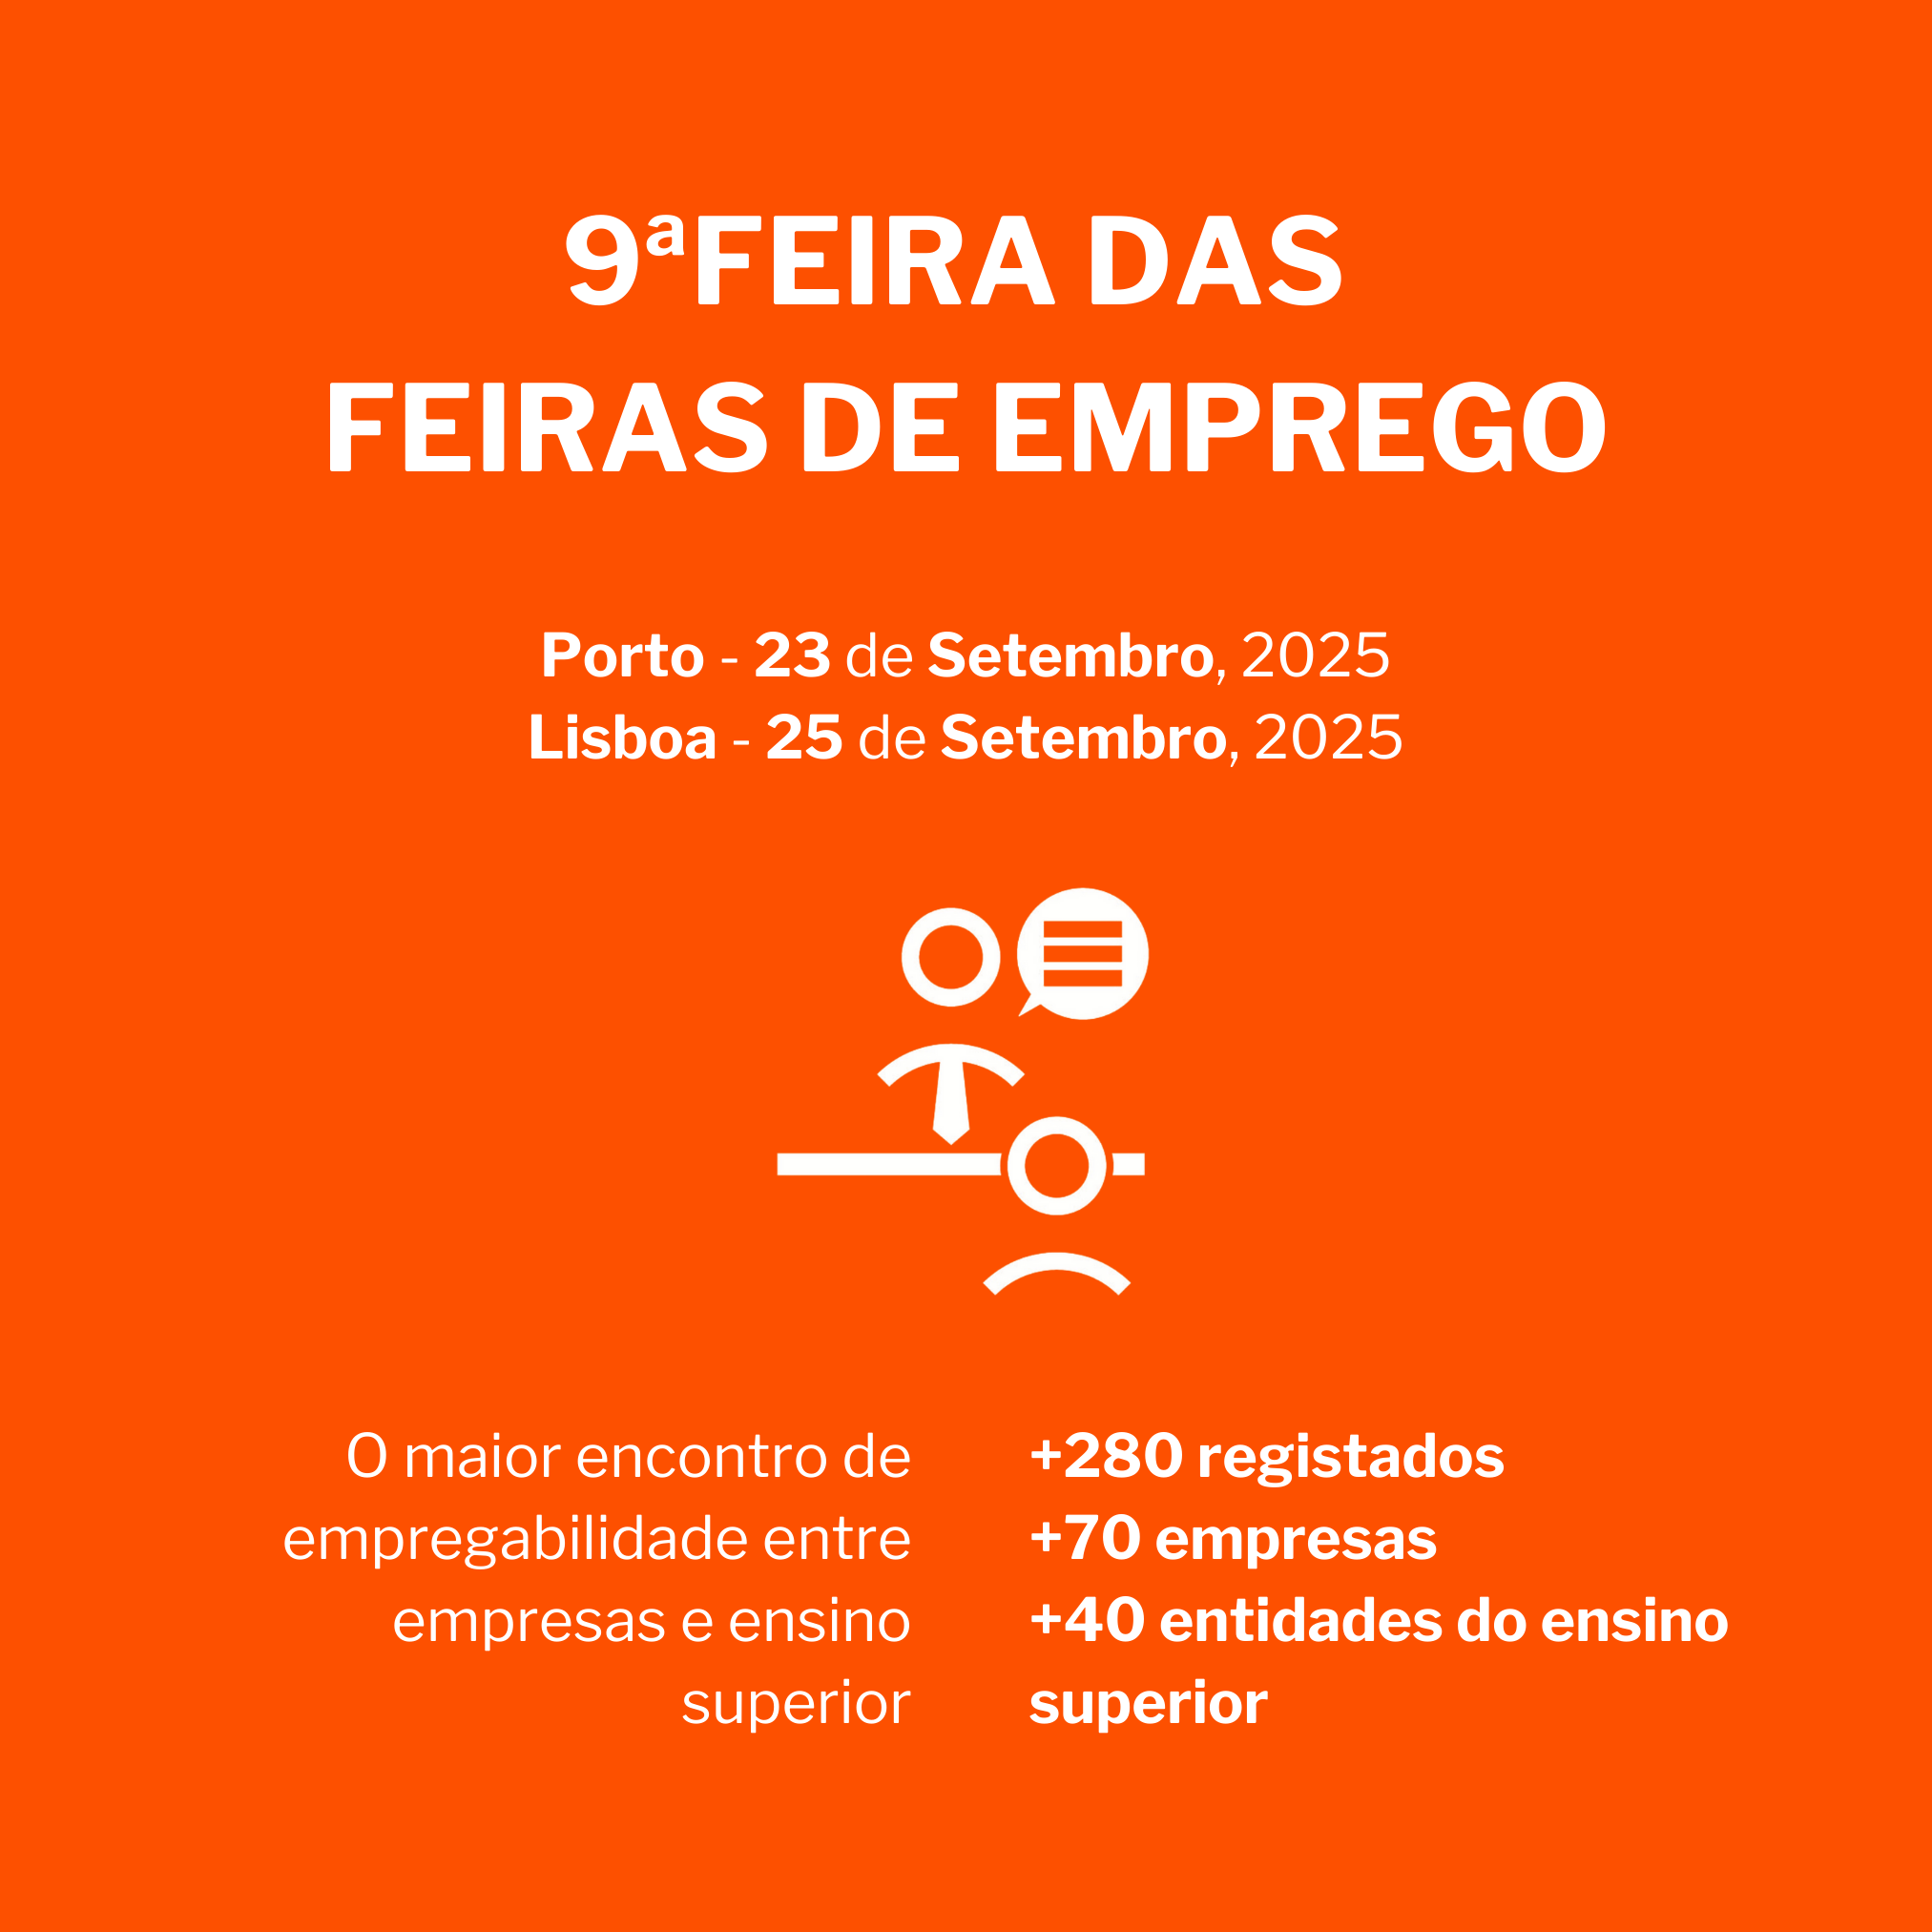 9ªFEIRA DAS
FEIRAS DE EMPREGO
Porto - 23 de Setembro, 2025
Lisboa - 25 de Setembro, 2025
O maior encontro de
empregabilidade entre
empresas e ensino
superior
+280 registados
+70 empresas
+40 entidades do ensino
superior